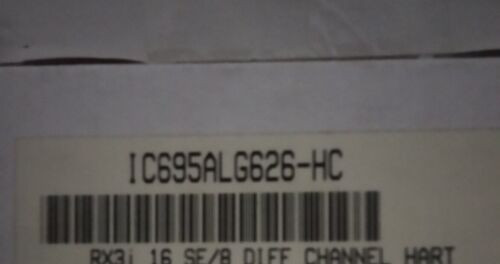 IC695ALG626-HC
RX3i 16 SE/8 DIFF CHANNEL HART